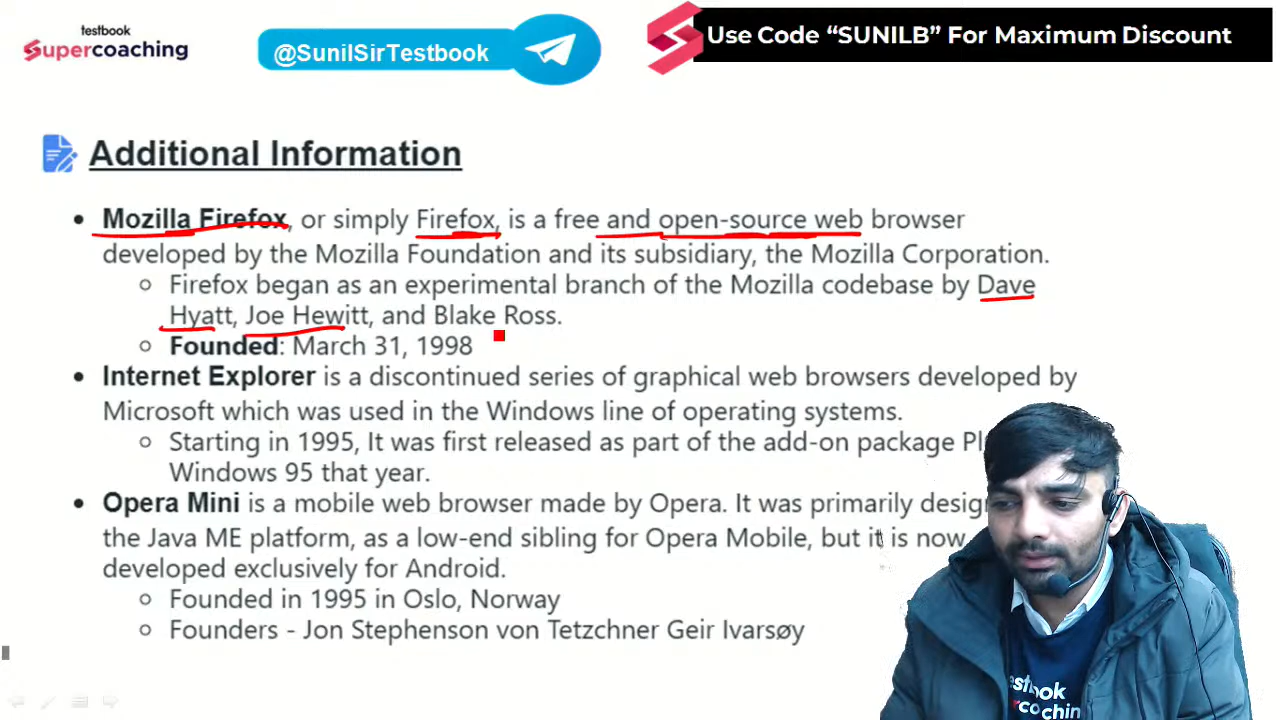 testbook
Supercoaching
@SunilSirTestbook
Use Code “SUNILB” For Maximum Discount
Additional Information
• Mozilla Firefox, or simply Firefox, is a free and open-source web browser
developed by the Mozilla Foundation and its subsidiary, the Mozilla Corporation.
○ Firefox began as an experimental branch of the Mozilla codebase by Dave
Hyatt, Joe Hewitt, and Blake Ross.
○ Founded: March 31, 1998
• Internet Explorer is a discontinued series of graphical web browsers developed by
Microsoft which was used in the Windows line of operating systems.
○ Starting in 1995, It was first released as part of the add-on package
Windows 95 that year.
• Opera Mini is a mobile web browser made by Opera. It was primarily
the Java ME platform, as a low-end sibling for Opera Mobile, but it is now
developed exclusively for Android.
○ Founded in 1995 in Oslo, Norway
○ Founders - Jon Stephenson von Tetzchner Geir Ivarsøy